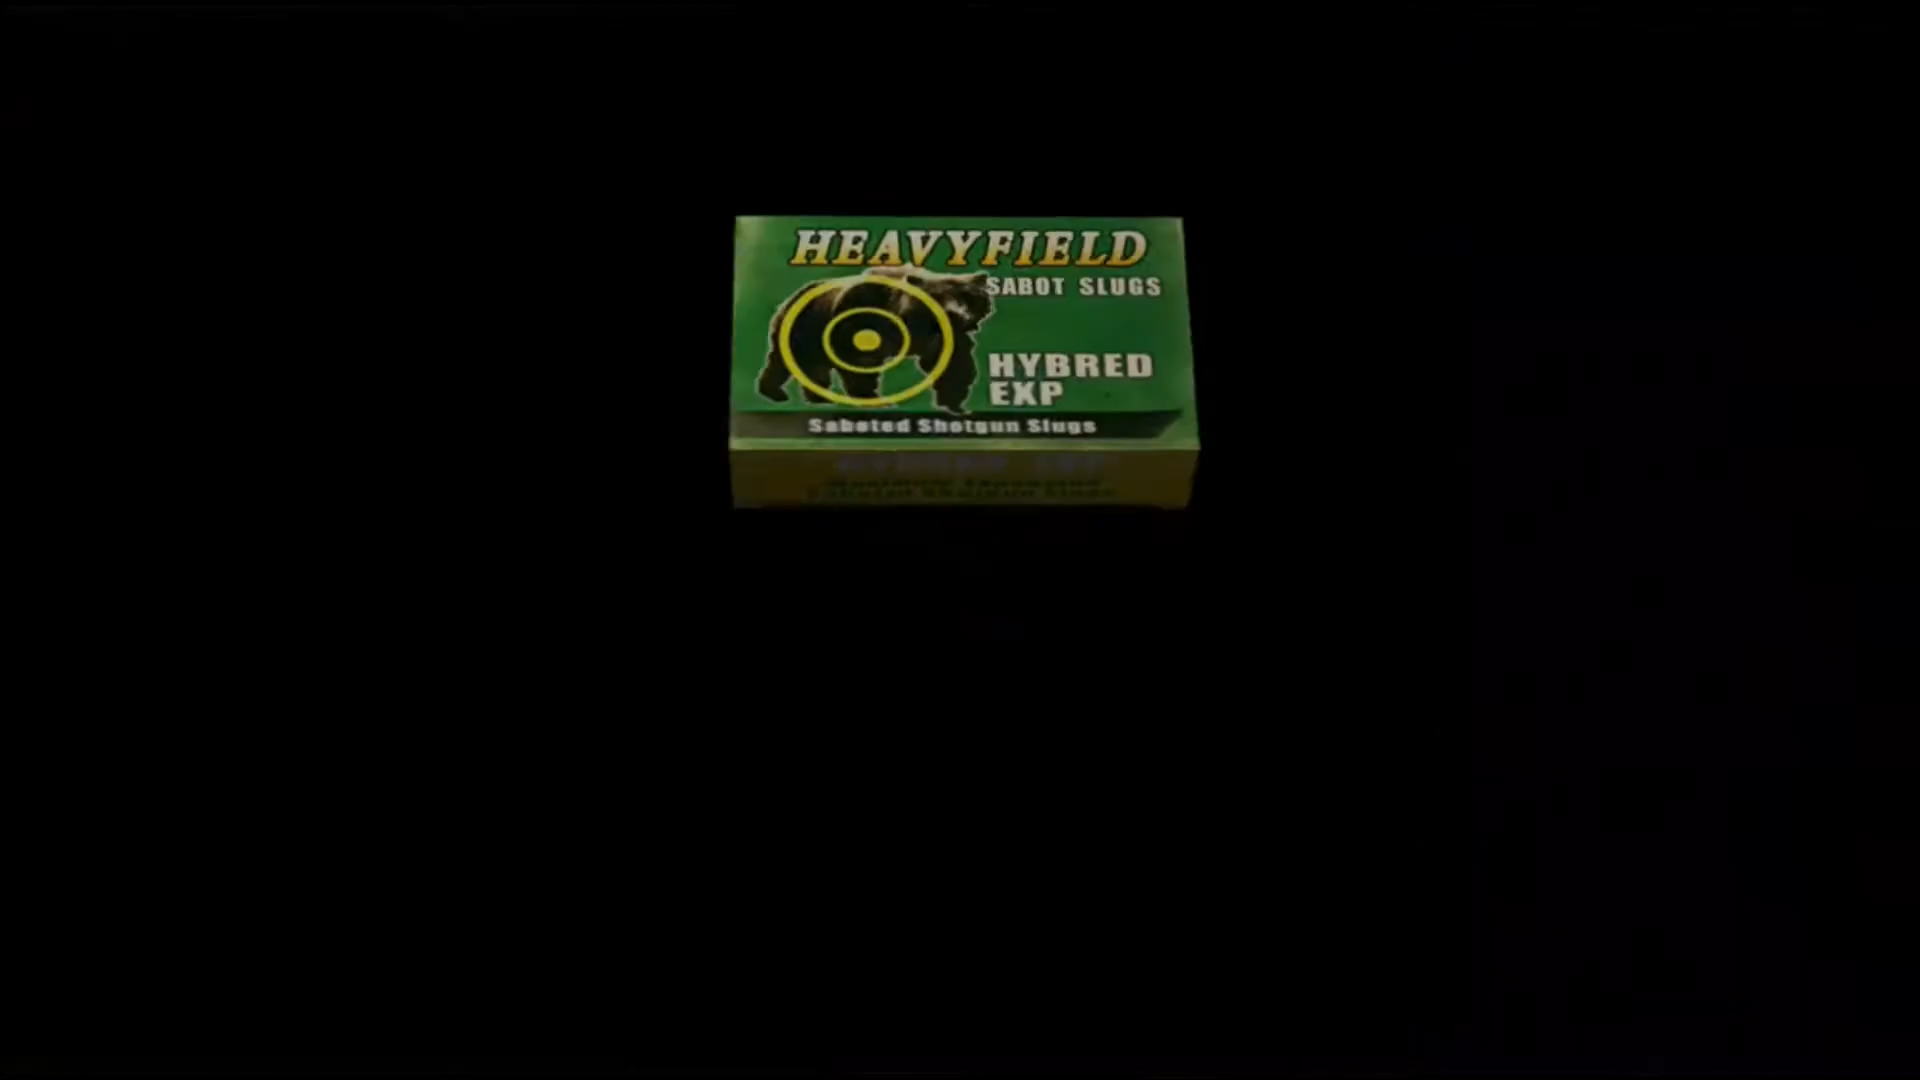 HEAVYFIELD
SABOT SLUGS
HYBRED
EXP
Saboted Shotgun Slugs